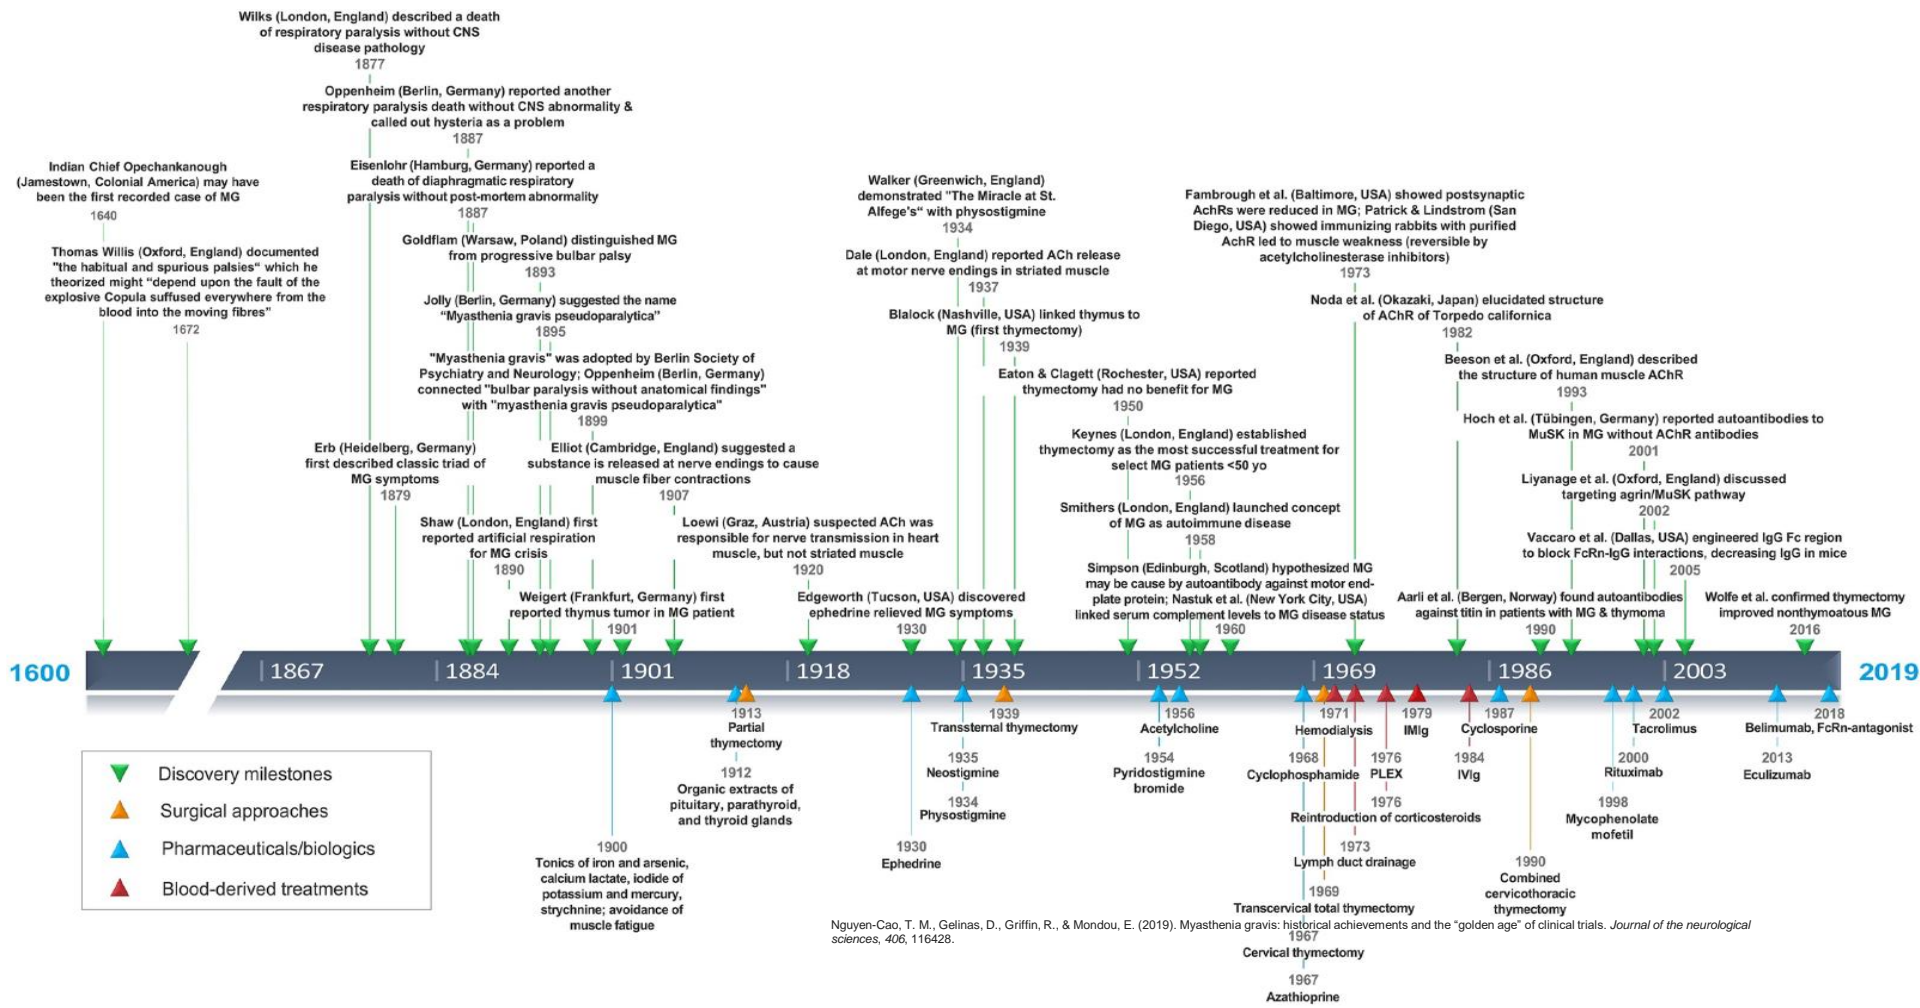 Wilks (London, England) described a death
of respiratory paralysis without CNS
disease pathology
1877
Oppenheim (Berlin, Germany) reported another
respiratory paralysis death without CNS abnormality &
called out hysteria as a problem
1887
Indian Chief Opechankanough
(Jamestown, Colonial America) may have
been the first recorded case of MG
1640
Eisenlohr (Hamburg, Germany) reported a
death of diaphragmatic respiratory
paralysis without post-mortem abnormality
1887
Thomas Willis (Oxford, England) documented
"the habitual and spurious palsies“ which he
theorized might “depend upon the fault of the
explosive Copula suffused everywhere from the
blood into the moving fibres”
1672
Goldflam (Warsaw, Poland) distinguished MG
from progressive bulbar palsy
1893
Jolly (Berlin, Germany) suggested the name
“Myasthenia gravis pseudoparalytica”
1895
"Myasthenia gravis" was adopted by Berlin Society of
Psychiatry and Neurology; Oppenheim (Berlin, Germany)
connected "bulbar paralysis without anatomical findings"
with "myasthenia gravis pseudoparalytica"
1899
Erb (Heidelberg, Germany)
first described classic triad of
MG symptoms
1879
Elliot (Cambridge, England) suggested a
substance is released at nerve endings to cause
muscle fiber contractions
1907
Shaw (London, England) first
reported artificial respiration
for MG crisis
1890
Loewi (Graz, Austria) suspected ACh was
responsible for nerve transmission in heart
muscle, but not striated muscle
1920
Weigert (Frankfurt, Germany) first
reported thymus tumor in MG patient
1901
Edgeworth (Tucson, USA) discovered
ephedrine relieved MG symptoms
1930
Walker (Greenwich, England)
demonstrated "The Miracle at St.
Alfege's“ with physostigmine
1934
Dale (London, England) reported ACh release
at motor nerve endings in striated muscle
1937
Blalock (Nashville, USA) linked thymus to
MG (first thymectomy)
1939
Eaton & Clagett (Rochester, USA) reported
thymectomy had no benefit for MG
1950
Keynes (London, England) established
thymectomy as the most successful treatment for
select MG patients <50 yo
1956
Smithers (London, England) launched concept
of MG as autoimmune disease
1958
Simpson (Edinburgh, Scotland) hypothesized MG
may be cause by autoantibody against motor end-
plate protein; Nastuk et al. (New York City, USA)
linked serum complement levels to MG disease status
1960
Fambrough et al. (Baltimore, USA) showed postsynaptic
AchRs were reduced in MG; Patrick & Lindstrom (San
Diego, USA) showed immunizing rabbits with purified
AchR led to muscle weakness (reversible by
acetylcholinesterase inhibitors)
1973
Noda et al. (Okazaki, Japan) elucidated structure
of AChR of Torpedo californica
1982
Beeson et al. (Oxford, England) described
the structure of human muscle AChR
1993
Hoch et al. (Tübingen, Germany) reported autoantibodies to
MuSK in MG without AChR antibodies
2001
Liyanage et al. (Oxford, England) discussed
targeting agrin/MuSK pathway
2002
Vaccaro et al. (Dallas, USA) engineered IgG Fc region
to block FcRn-IgG interactions, decreasing IgG in mice
2005
Aarli et al. (Bergen, Norway) found autoantibodies
against titin in patients with MG & thymoma
1990
Wolfe et al. confirmed thymectomy
improved nonthymoatous MG
2016
1600
1867
1884
1901
1918
1935
1952
1969
1986
2003
2019
1913
Partial
thymectomy
1912
Organic extracts of
pituitary, parathyroid,
and thyroid glands
1900
Tonics of iron and arsenic,
calcium lactate, iodide of
potassium and mercury,
strychnine; avoidance of
muscle fatigue
1930
Ephedrine
1939
Transsternal thymectomy
1935
Neostigmine
1934
Physostigmine
1956
Acetylcholine
1954
Pyridostigmine
bromide
1971
Hemodialysis
1968
Cyclophosphamide
1979
IMIg
1976
PLEX
1976
Reintroduction of corticosteroids
1973
Lymph duct drainage
1969
Transcervical total thymectomy
1967
Cervical thymectomy
1967
Azathioprine
1987
Cyclosporine
1984
IVIg
1990
Combined
cervicothoracic
thymectomy
2002
Tacrolimus
2000
Rituximab
1998
Mycophenolate
mofetil
2018
Belimumab, FcRn-antagonist
2013
Eculizumab
Discovery milestones
Surgical approaches
Pharmaceuticals/biologics
Blood-derived treatments
Nguyen-Cao, T. M., Gelinas, D., Griffin, R., & Mondou, E. (2019). Myasthenia gravis: historical achievements and the “golden age” of clinical trials. Journal of the neurological
sciences, 406, 116428.